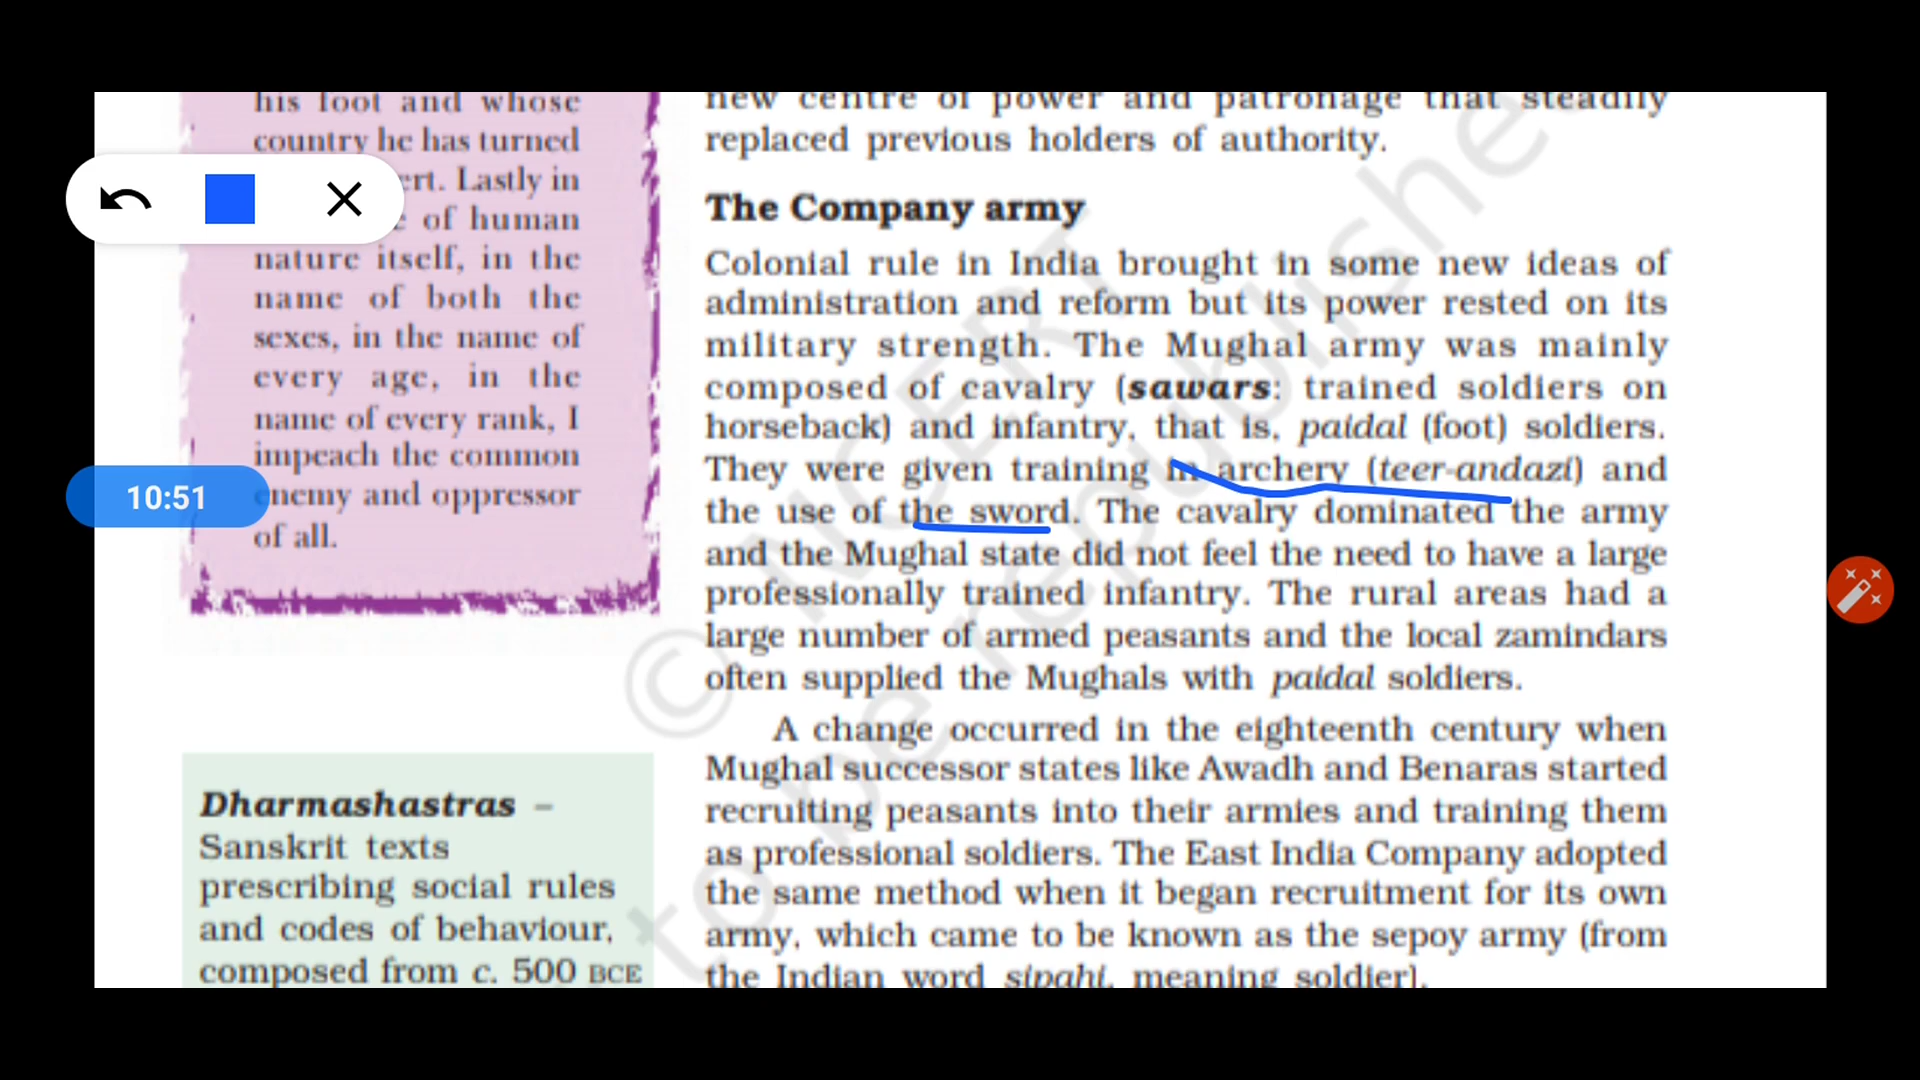 his foot and whose
country he has turned
ert. Lastly in
of human
nature itself, in the
name of both the
sexes, in the name of
every age, in the
name of every rank, I
impeach the common
enemy and oppressor
of all.
10:51
Dharmashastras –
Sanskrit texts
prescribing social rules
and codes of behaviour,
composed from c. 500 BCE
new centre of power and patronage that steadily
replaced previous holders of authority.
The Company army
Colonial rule in India brought in some new ideas of
administration and reform but its power rested on its
military strength. The Mughal army was mainly
composed of cavalry (sawars: trained soldiers on
horseback) and infantry, that is, paidal (foot) soldiers.
They were given training in archery (teer-andazi) and
the use of the sword. The cavalry dominated the army
and the Mughal state did not feel the need to have a large
professionally trained infantry. The rural areas had a
large number of armed peasants and the local zamindars
often supplied the Mughals with paidal soldiers.
A change occurred in the eighteenth century when
Mughal successor states like Awadh and Benaras started
recruiting peasants into their armies and training them
as professional soldiers. The East India Company adopted
the same method when it began recruitment for its own
army, which came to be known as the sepoy army (from
the Indian word sipahi, meaning soldier).
© NCERT
to be republished